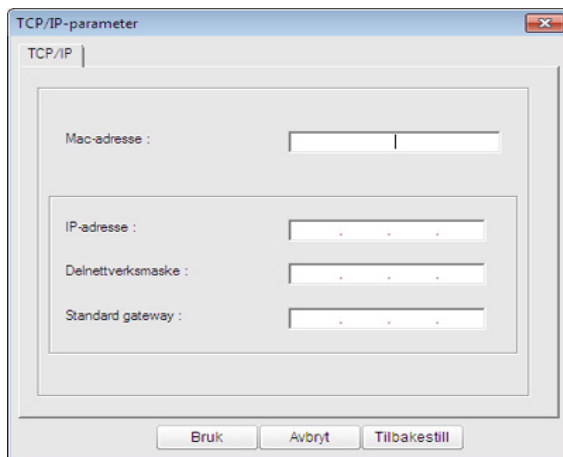 TCP/IP-parameter
TCP/IP
Mac-adresse :
IP-adresse :
. . .
Delnettverksmaske :
. . .
Standard gateway :
. . .
Bruk Avbryt Tilbakestill